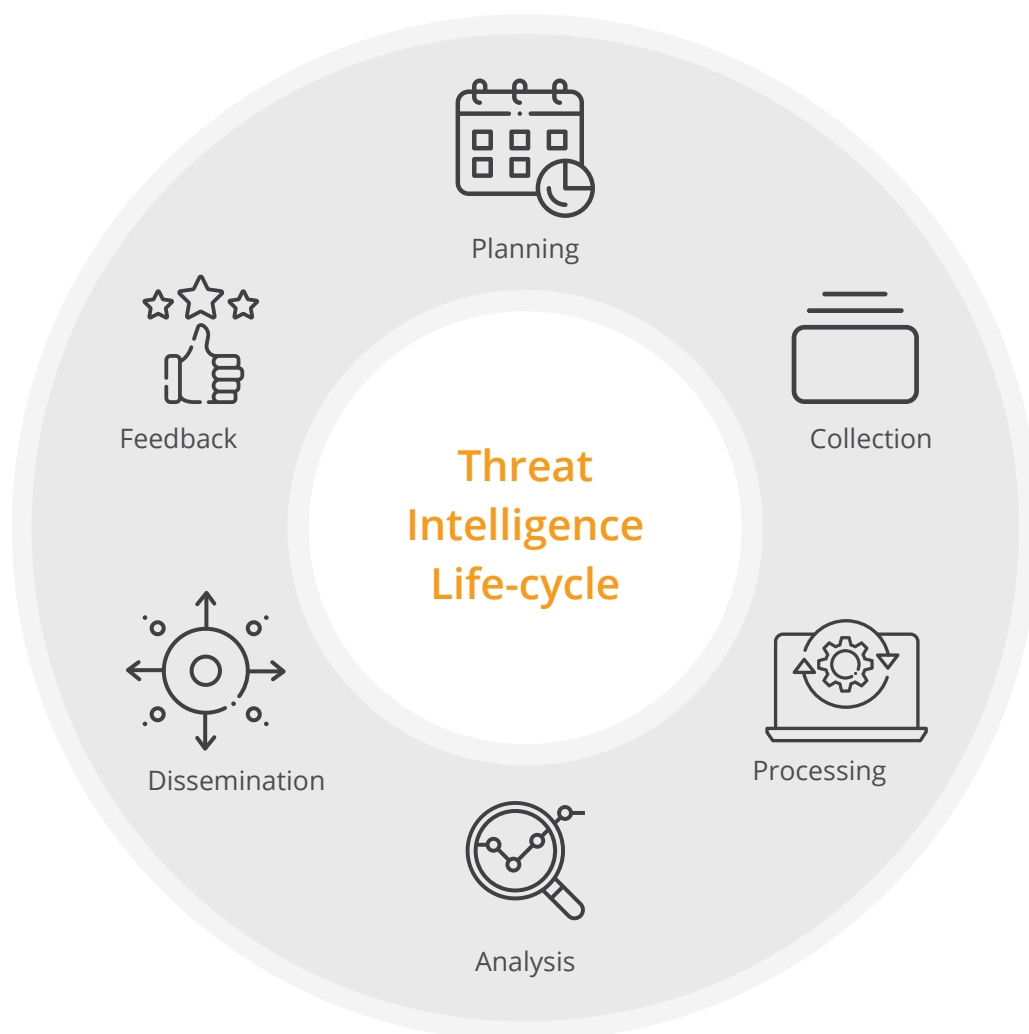 Planning
Collection
Processing
Analysis
Dissemination
Feedback
Threat
Intelligence
Life-cycle